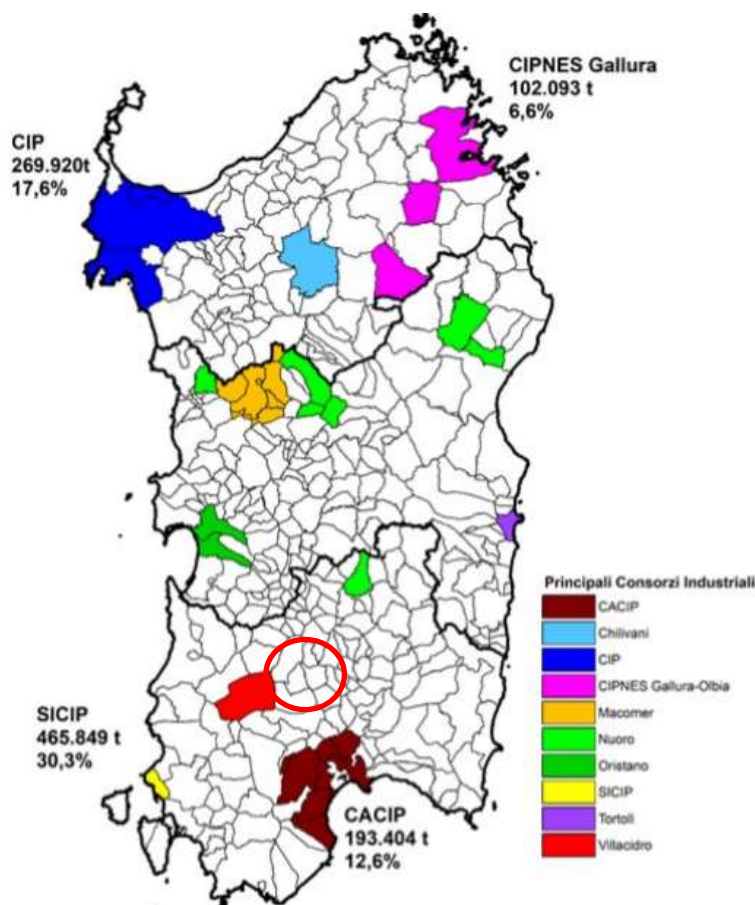 CIPNES Gallura
102.093 t
6,6%
CIP
269.920t
17,6%
Principali Consorzi Industriali
CACIP
Chilivani
CIP
CIPNES Gallura-Olbia
Macomer
Nuoro
Oristano
SICIP
Tortolì
Villacidro
SICIP
465.849 t
30,3%
CACIP
193.404 t
12,6%